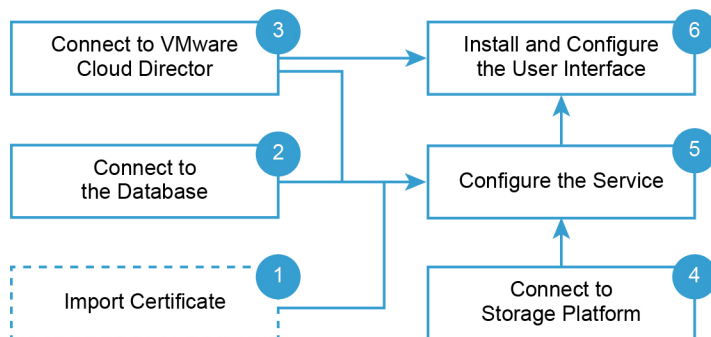 3
Connect to VMware
Cloud Director
6
Install and Configure
the User Interface
2
Connect to
the Database
5
Configure the Service
1
Import Certificate
4
Connect to
Storage Platform